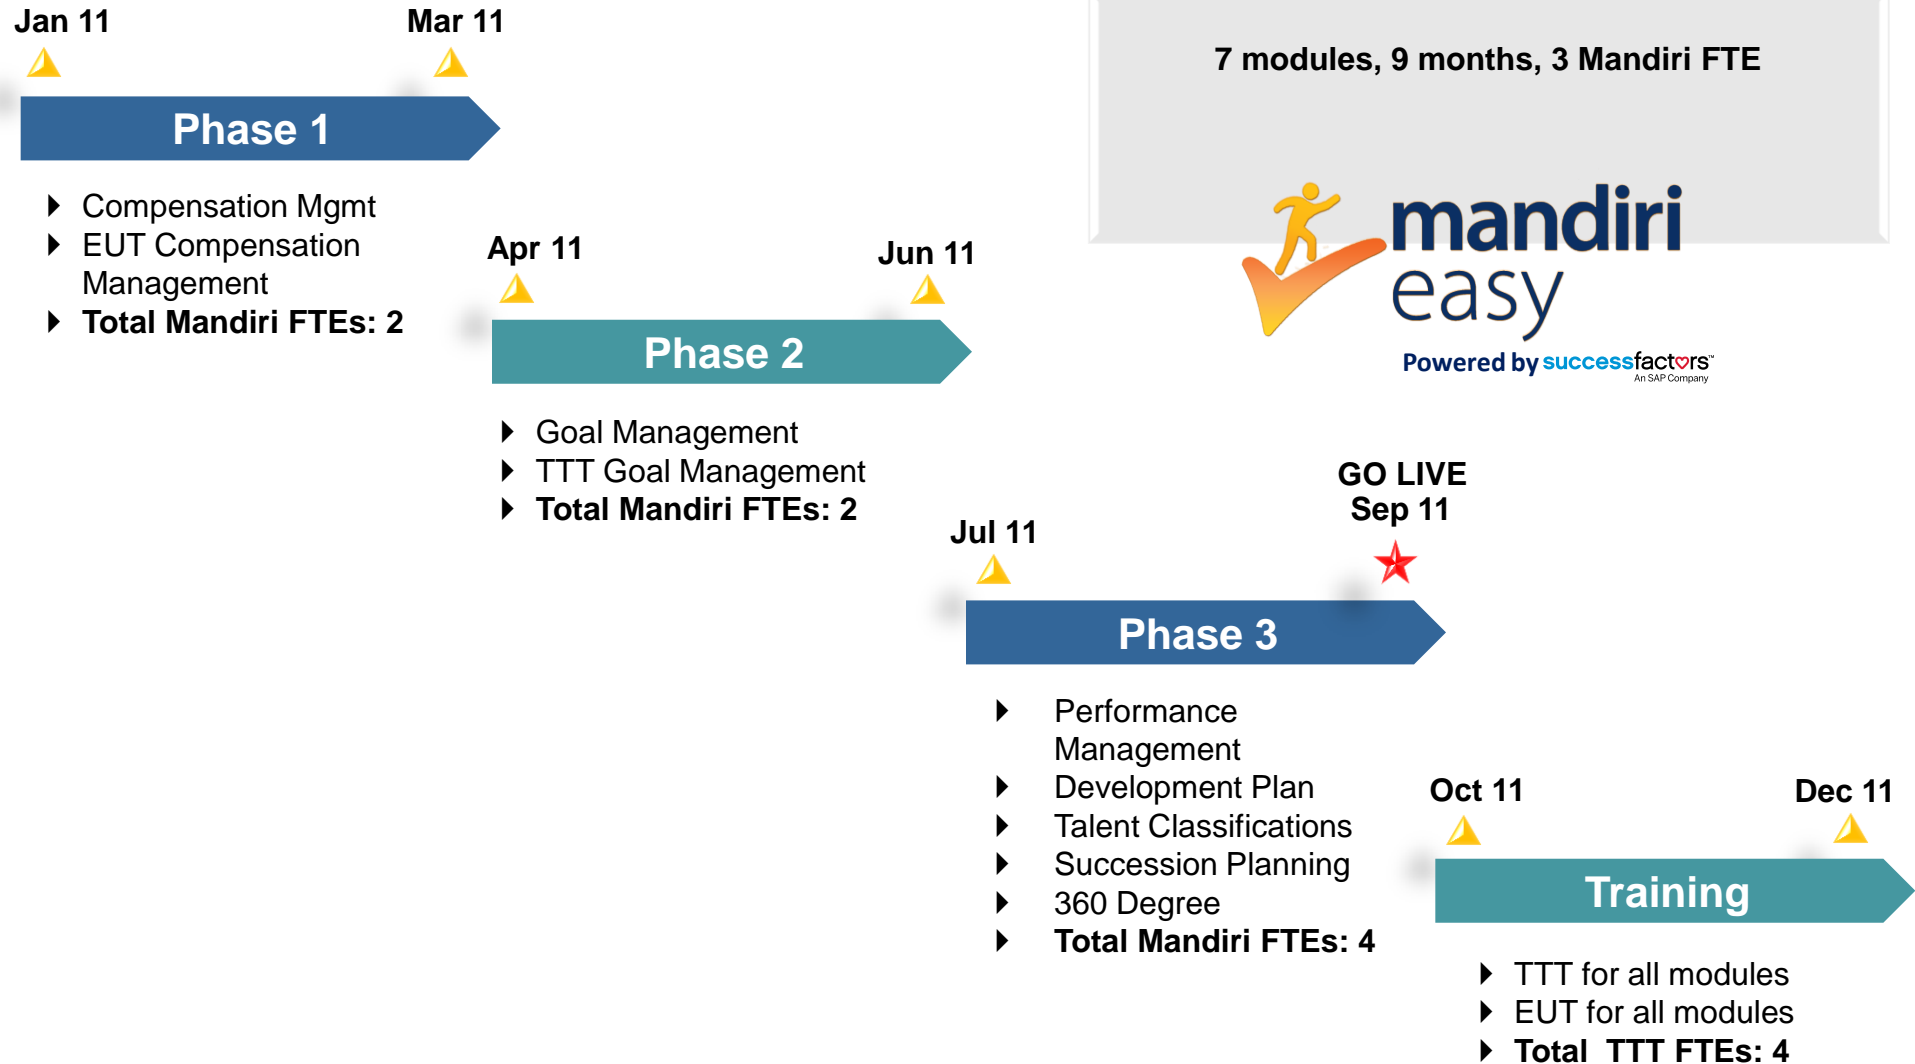 Jan 11
Mar 11
Phase 1
Compensation Mgmt
EUT Compensation
Management
Total Mandiri FTEs: 2
7 modules, 9 months, 3 Mandiri FTE
mandiri
easy
Powered by successfactors™
An SAP Company
Apr 11
Jun 11
Phase 2
Goal Management
TTT Goal Management
Total Mandiri FTEs: 2
Jul 11
GO LIVE
Sep 11
Phase 3
Performance
Management
Development Plan
Talent Classifications
Succession Planning
360 Degree
Total Mandiri FTEs: 4
Oct 11
Dec 11
Training
TTT for all modules
EUT for all modules
Total TTT FTEs: 4